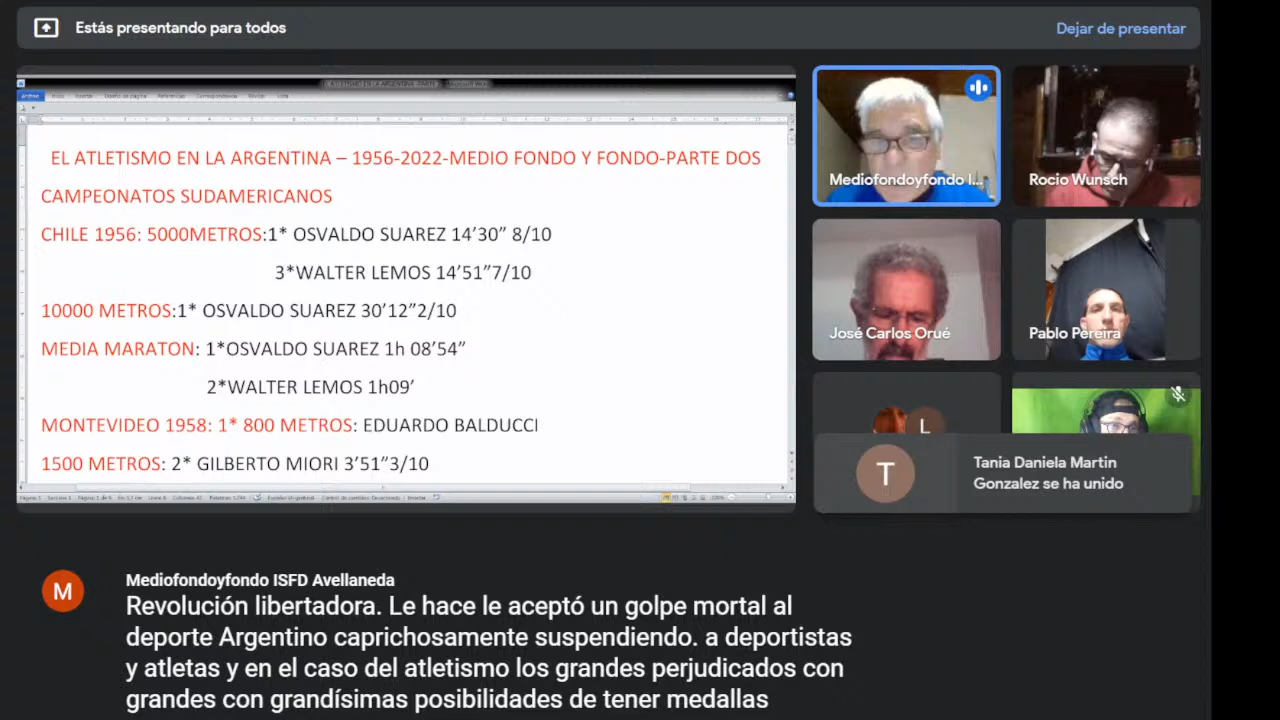 Estás presentando para todos
Dejar de presentar
EL ATLETISMO EN LA ARGENTINA – 1956-2022-MEDIO FONDO Y FONDO-PARTE DOS
CAMPEONATOS SUDAMERICANOS
CHILE 1956: 5000METROS:1* OSVALDO SUAREZ 14’30” 8/10
3*WALTER LEMOS 14’51”7/10
10000 METROS:1* OSVALDO SUAREZ 30’12”2/10
MEDIA MARATON: 1*OSVALDO SUAREZ 1h 08’54”
2*WALTER LEMOS 1h09’
MONTEVIDEO 1958: 1* 800 METROS: EDUARDO BALDUCCI
1500 METROS: 2* GILBERTO MIORI 3’51”3/10
Mediofondoyfondo I...
Rocio Wunsch
José Carlos Orué
Pablo Pereira
L
T
Tania Daniela Martin
Gonzalez se ha unido
M
Mediofondoyfondo ISFD Avellaneda
Revolución libertadora. Le hace le aceptó un golpe mortal al
deporte Argentino caprichosamente suspendiendo. a deportistas
y atletas y en el caso del atletismo los grandes perjudicados con
grandes con grandísimas posibilidades de tener medallas